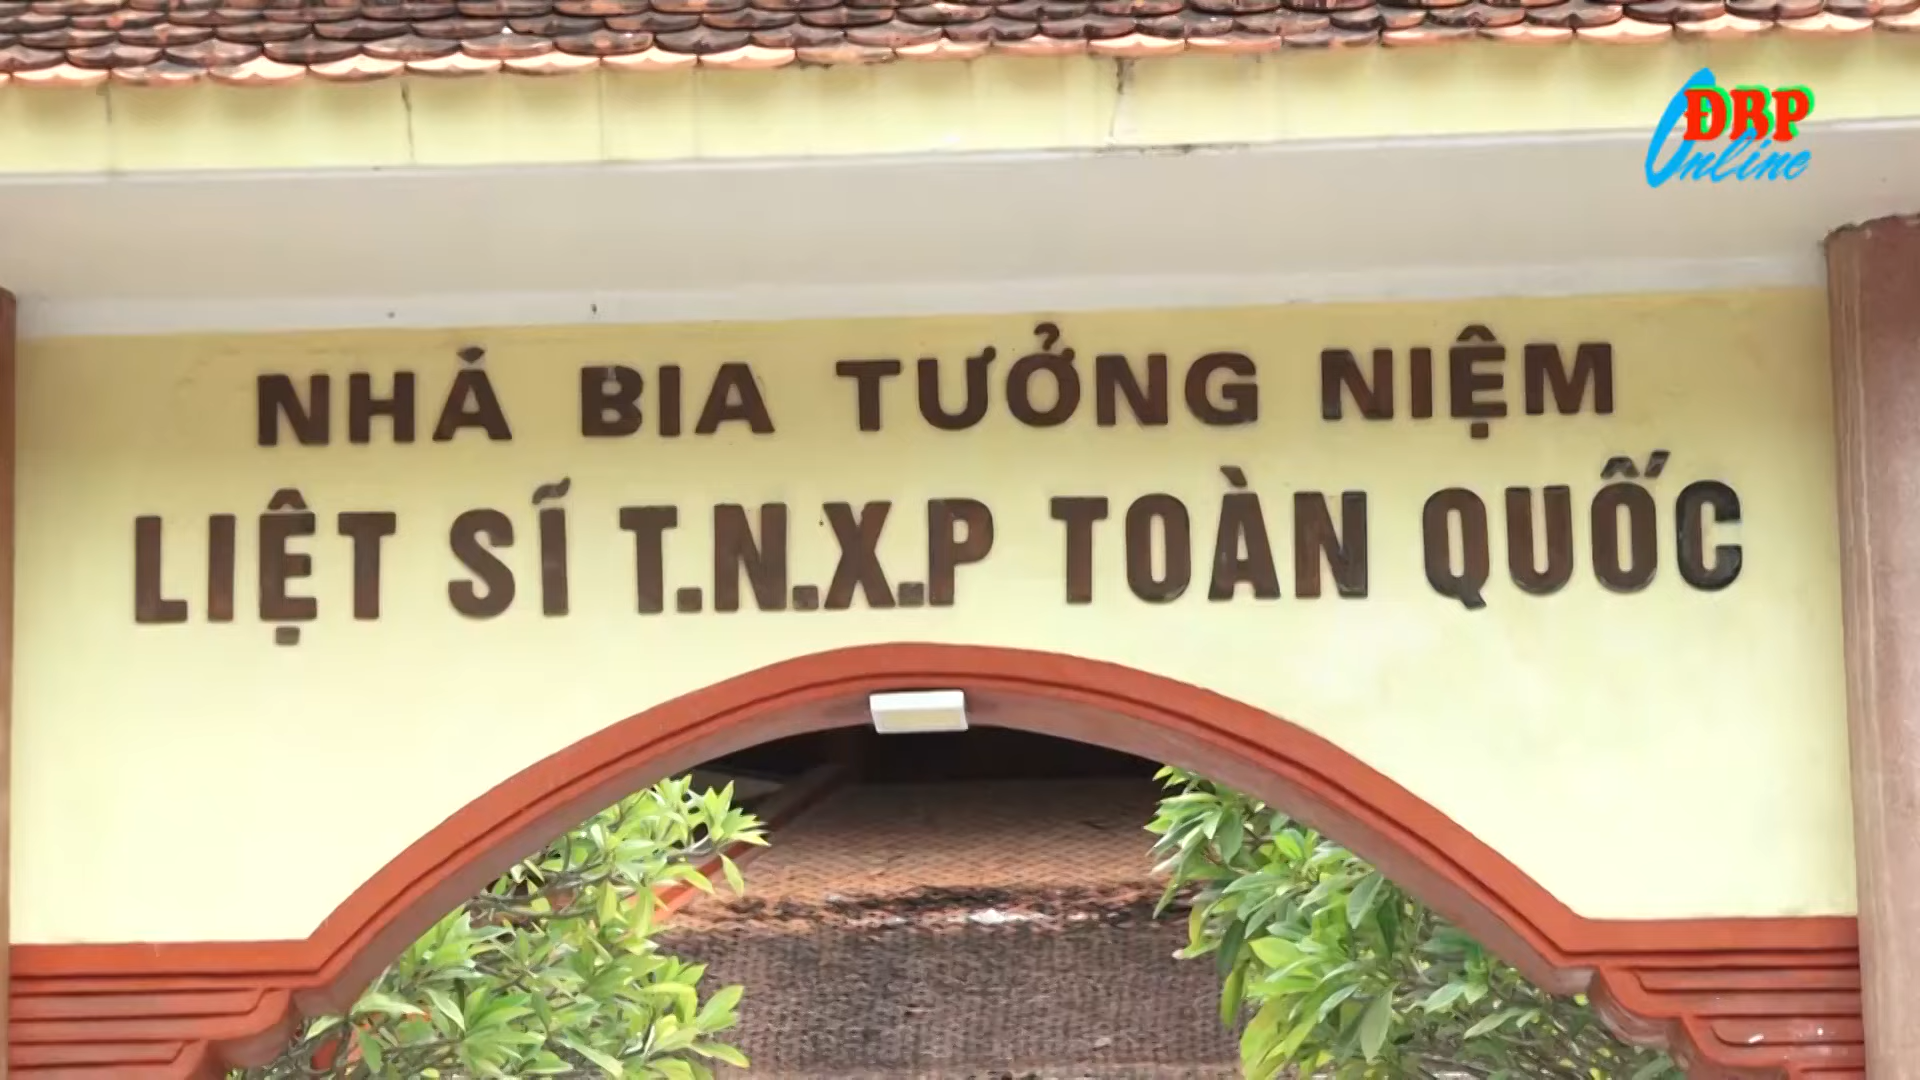 ĐBP
Online
NHÀ BIA TƯỞNG NIỆM
LIỆT SĨ T.N.X.P TOÀN QUỐC